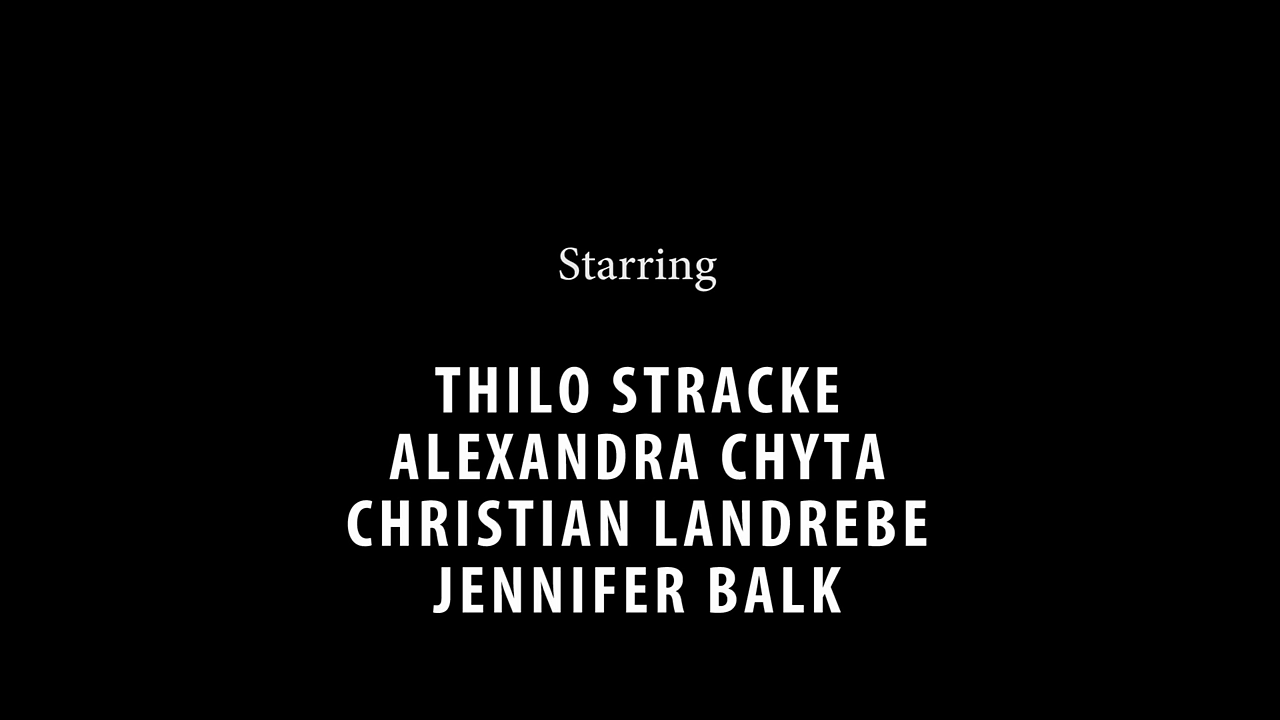 Starring
THILO STRACKE
ALEXANDRA CHYTA
CHRISTIAN LANDREBE
JENNIFER BALK